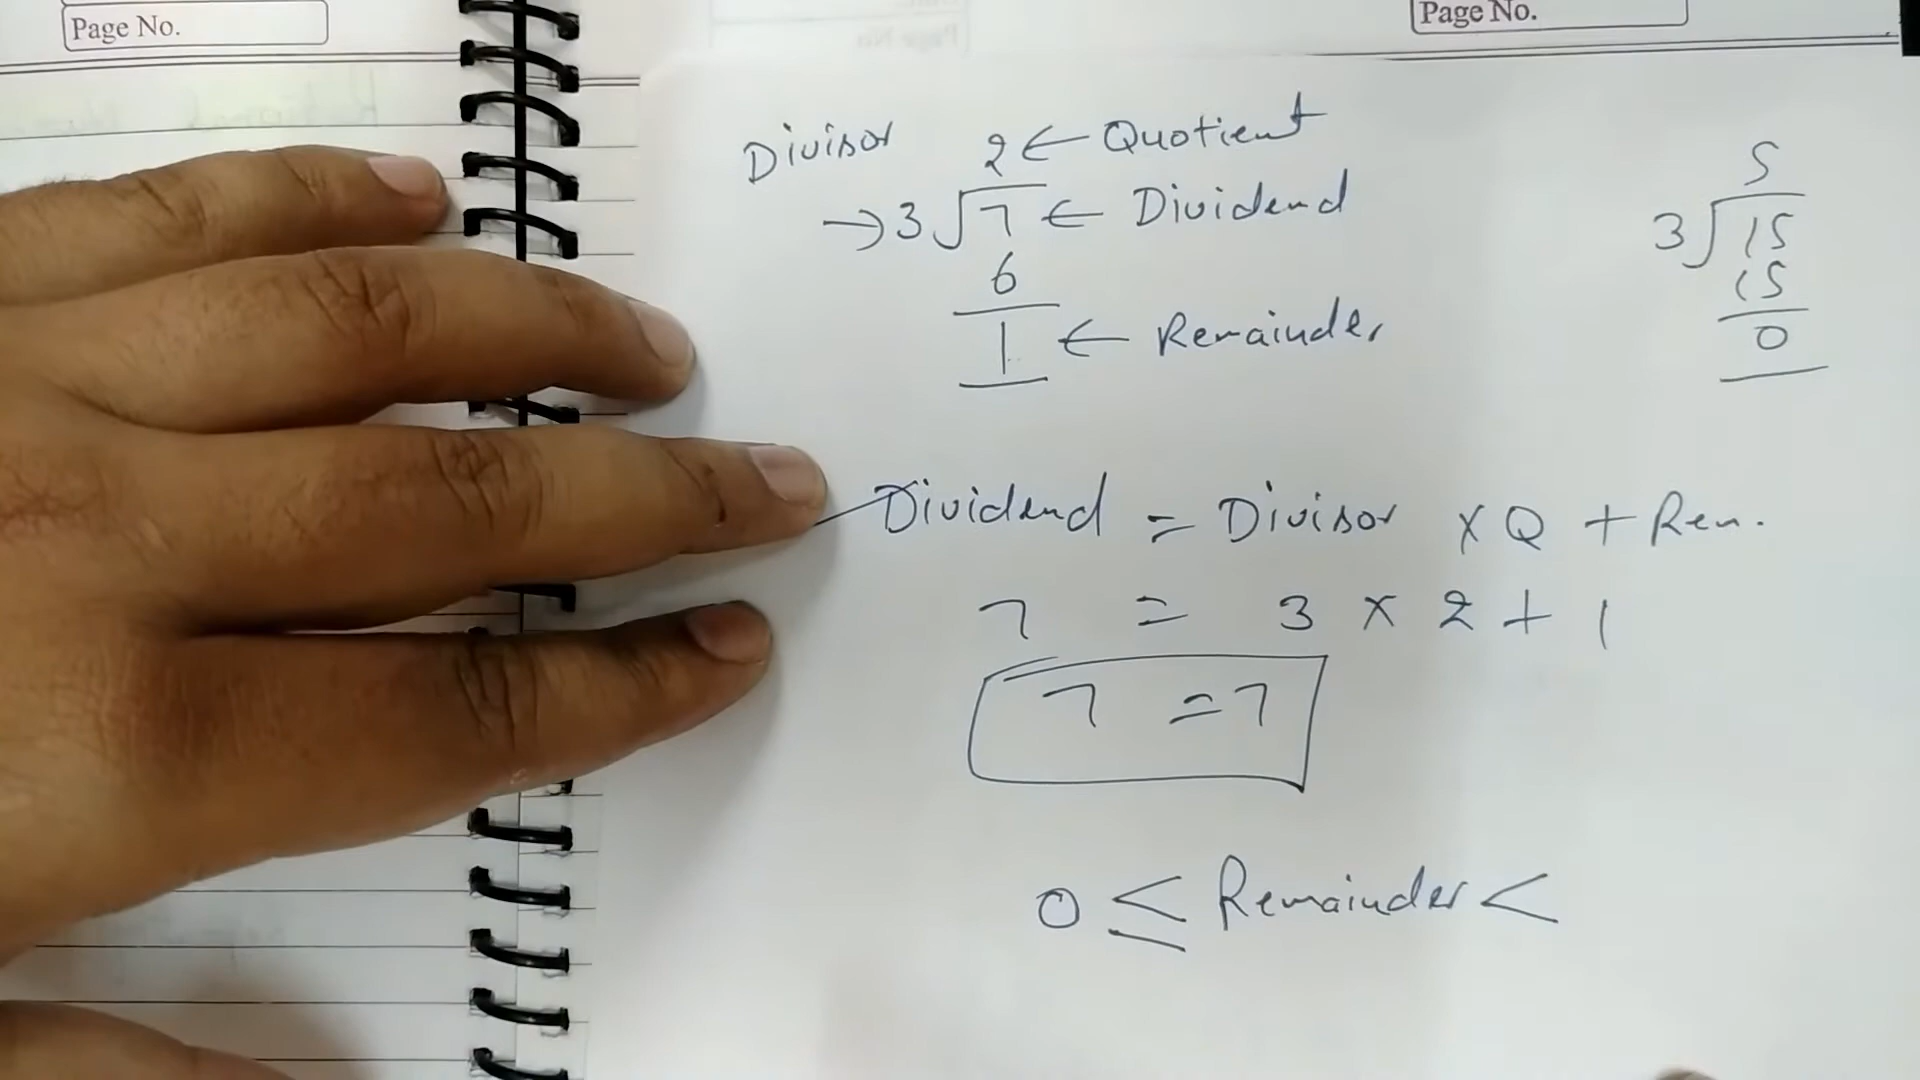 Page No.
Page No.
Divisor 2 ← Quotient
→ 3 √7 ← Dividend
6
1 ← Remainder
5
3 √15
15
0
Dividend = Divisor × Q + Rem.
7 = 3 × 2 + 1
7 = 7
0 ≤ Remainder <